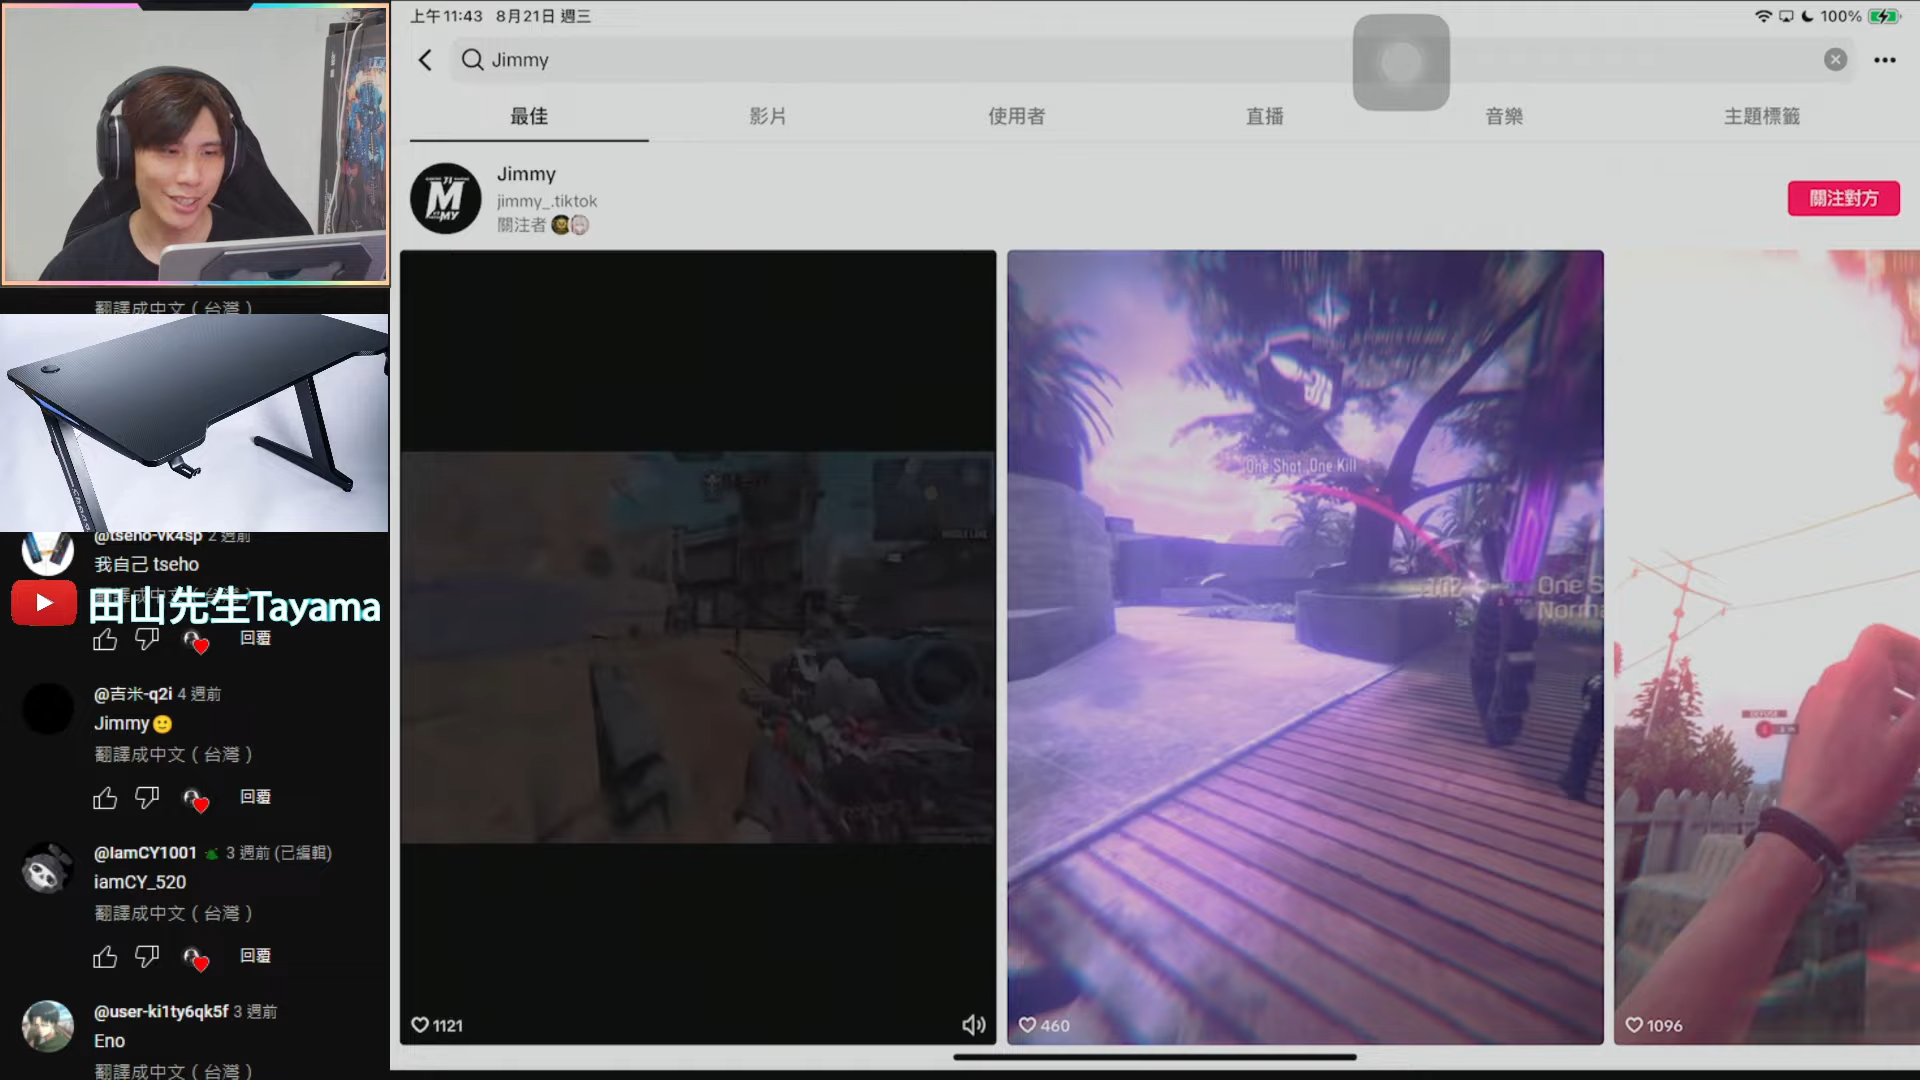 上午11:43 8月21日 週三
100%
Jimmy
最佳
影片
使用者
直播
音樂
主題標籤
Jimmy
jimmy_.tiktok
關注者
關注對方
One Shot ,One Kill
1121
460
1096
翻譯成中文（台灣）
@tseho-vk4sp 2 週前
我自己 tseho
田山先生Tayama
回覆
@吉米-q2i 4 週前
Jimmy🙂
翻譯成中文（台灣）
回覆
@IamCY1001 3 週前 (已編輯)
iamCY_520
翻譯成中文（台灣）
回覆
@user-ki1ty6qk5f 3 週前
Eno
翻譯成中文（台灣）